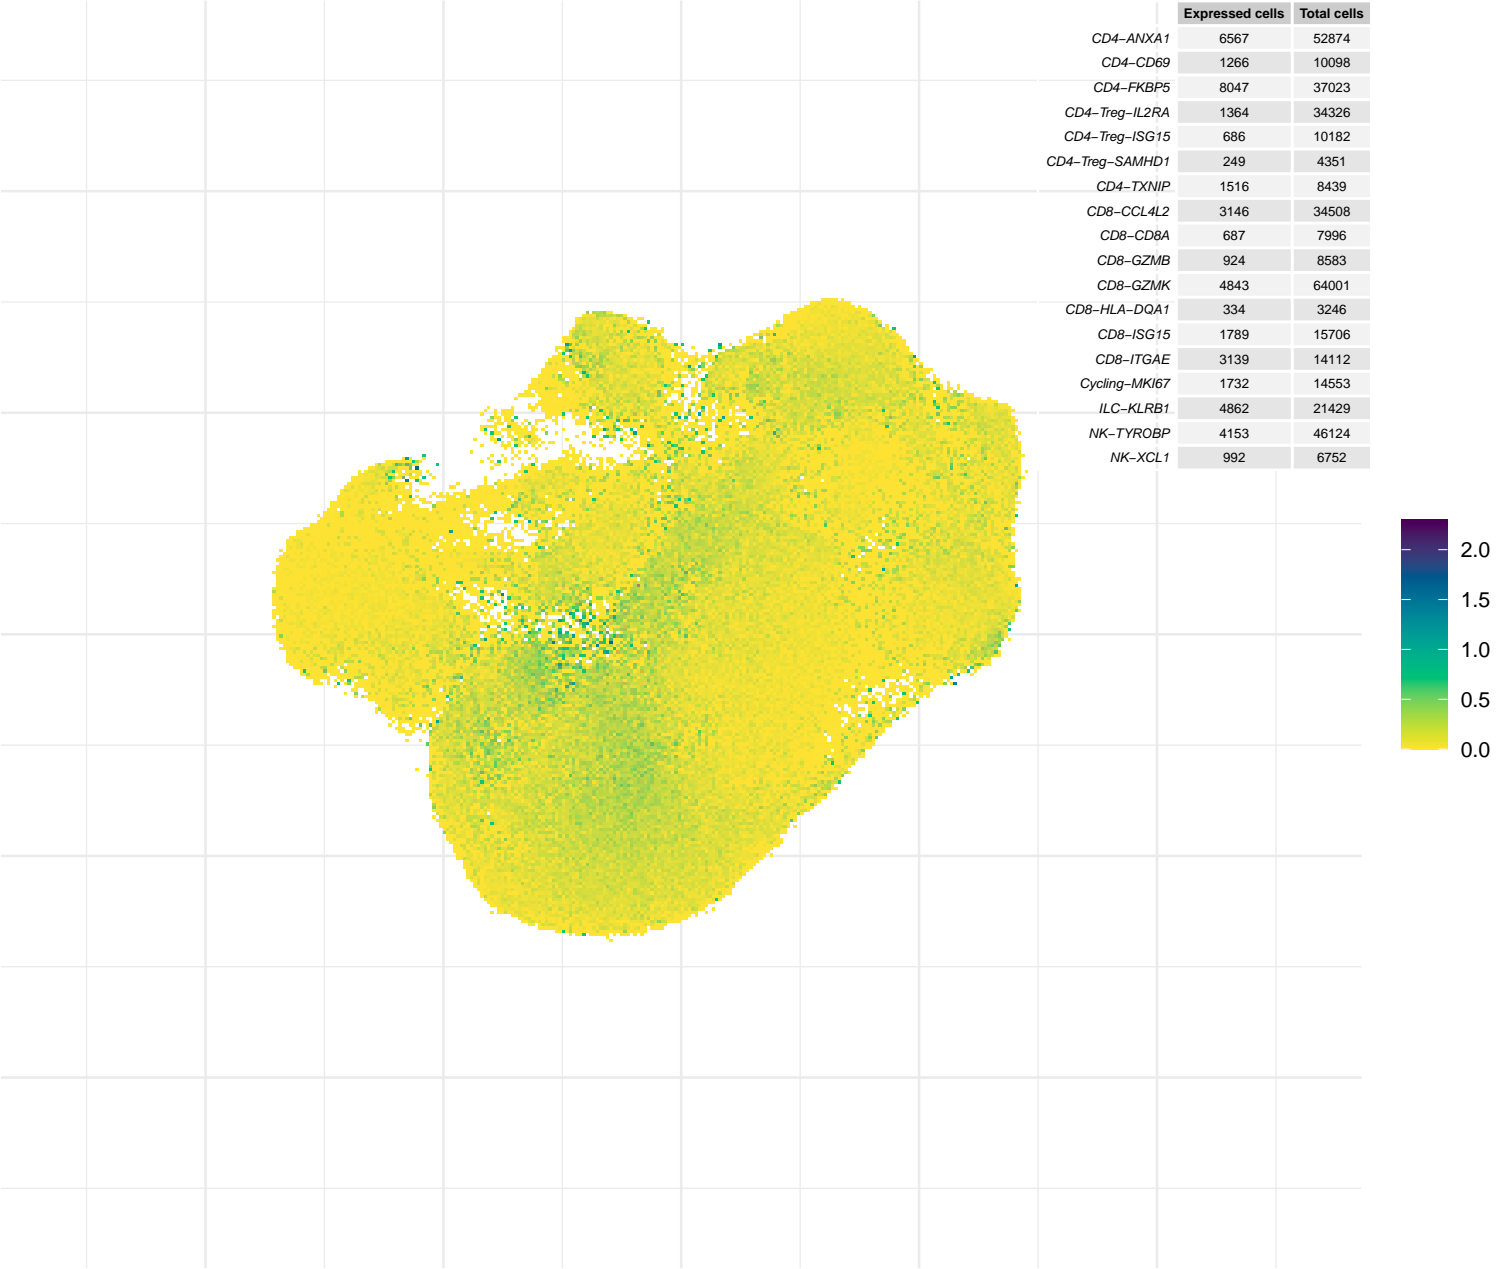 Expressed cells Total cells
CD4−ANXA1 6567 52874
CD4−CD69 1266 10098
CD4−FKBP5 8047 37023
CD4−Treg−IL2RA 1364 34326
CD4−Treg−ISG15 686 10182
CD4−Treg−SAMHD1 249 4351
CD4−TXNIP 1516 8439
CD8−CCL4L2 3146 34508
CD8−CD8A 687 7996
CD8−GZMB 924 8583
CD8−GZMK 4843 64001
CD8−HLA−DQA1 334 3246
CD8−ISG15 1789 15706
CD8−ITGAE 3139 14112
Cycling−MKI67 1732 14553
ILC−KLRB1 4862 21429
NK−TYROBP 4153 46124
NK−XCL1 992 6752
2.0
1.5
1.0
0.5
0.0